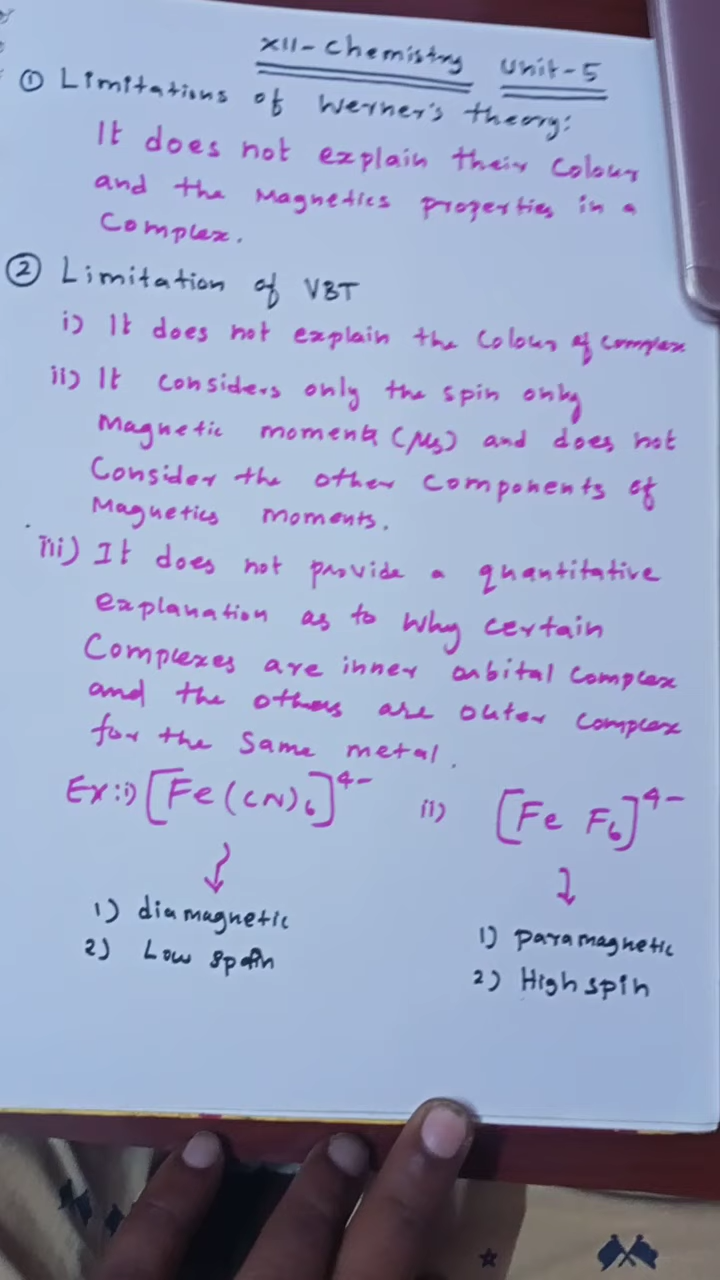 XII - Chemistry Unit - 5
① Limitations of Werner's theory:
It does not explain their Colour
and the Magnetics properties in a
Complex.
② Limitation of VBT
i) It does not explain the Colour of complex
ii) It considers only the spin only
Magnetic moments (μs) and does not
Consider the other components of
Magnetics moments.
iii) It does not provide a quantitative
explanation as to why certain
Complexes are inner orbital complex
and the others are outer complex
for the same metal.
Ex: i) [Fe(CN)6]4- ii) [Fe F6]4-
1) diamagnetic
2) Low spin
1) paramagnetic
2) High spin